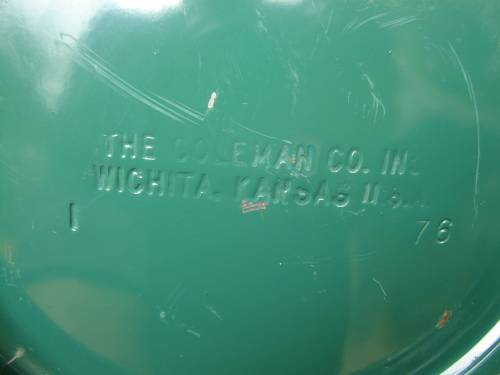 THE COLEMAN CO. INC
WICHITA. KANSAS U.S.A.
1 76